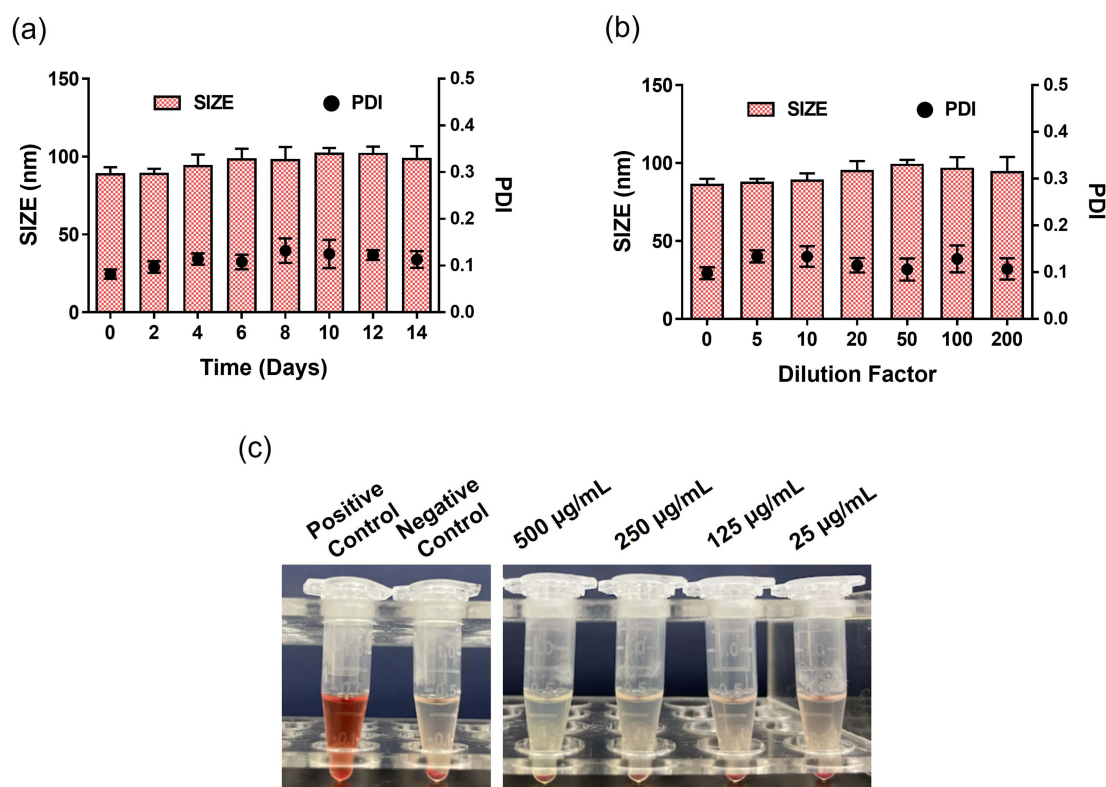 (a)
150
100
50
0
SIZE (nm)
SIZE
PDI
0.5
0.4
0.3
0.2
0.1
0.0
PDI
0 2 4 6 8 10 12 14
Time (Days)
(b)
150
100
50
0
SIZE (nm)
SIZE
PDI
0.5
0.4
0.3
0.2
0.1
0.0
PDI
0 5 10 20 50 100 200
Dilution Factor
(c)
Positive
Control
Negative
Control
500 µg/mL
250 µg/mL
125 µg/mL
25 µg/mL